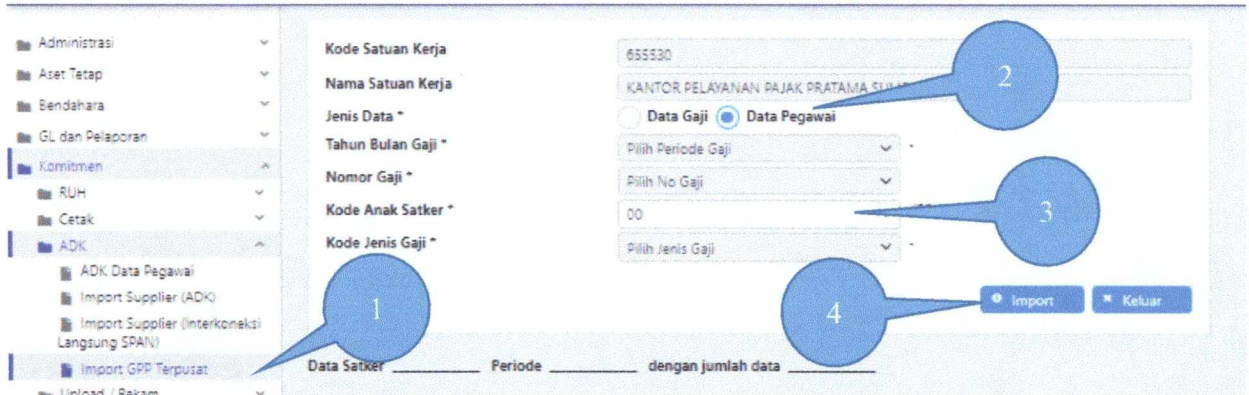 Administrasi
Aset Tetap
Bendahara
GL dan Pelaporan
Komitmen
RUH
Cetak
ADK
ADK Data Pegawai
Import Supplier (ADK)
Import Supplier (Interkoneksi
Langsung SPAN)
Import GPP Terpusat
Upload / Rekam
Kode Satuan Kerja
655530
Nama Satuan Kerja
KANTOR PELAYANAN PAJAK PRATAMA
Jenis Data *
Data Gaji
Data Pegawai
Tahun Bulan Gaji *
Pilih Periode Gaji
-
Nomor Gaji *
Pilih No Gaji
Kode Anak Satker *
00
Kode Jenis Gaji *
Pilih Jenis Gaji
-
Import
Keluar
Data Satker __________ Periode __________ dengan jumlah data __________
1
2
3
4